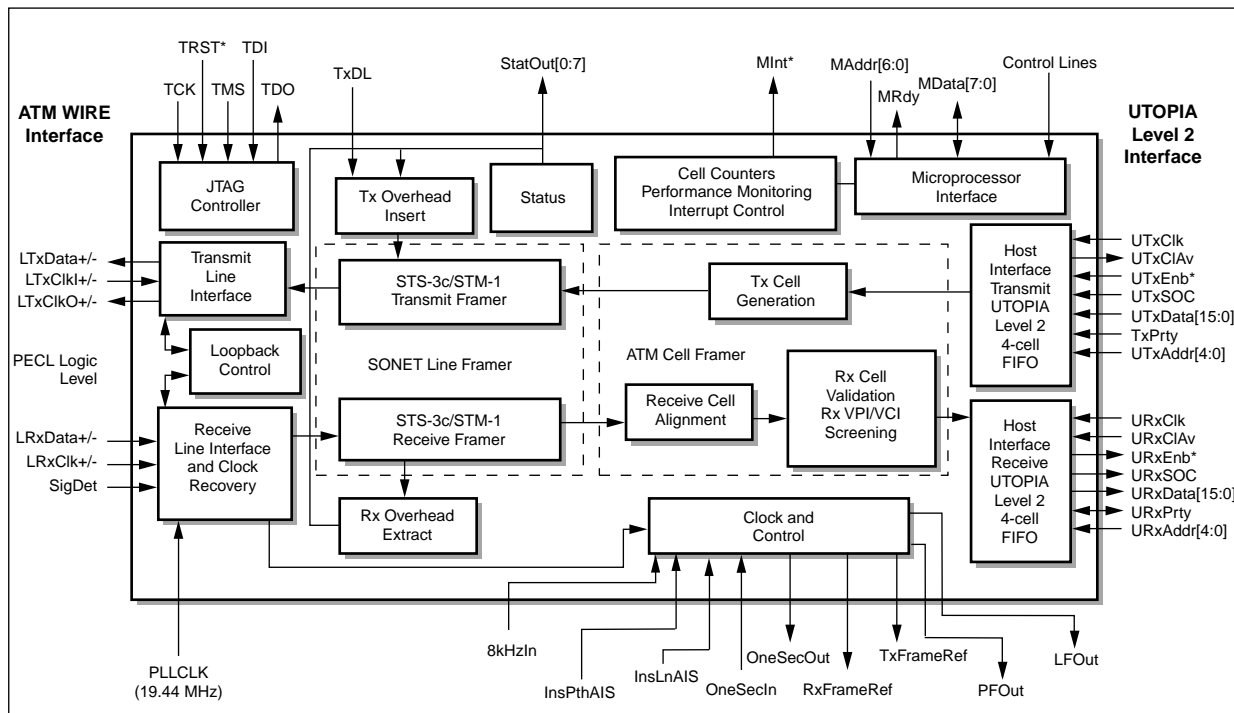 ATM WIRE
Interface
TCK
TRST*
TMS
TDI
TDO
TxDL
StatOut[0:7]
MInt*
MAddr[6:0]
MRdy
MData[7:0]
Control Lines
UTOPIA
Level 2
Interface
JTAG
Controller
Tx Overhead
Insert
Status
Cell Counters
Performance Monitoring
Interrupt Control
Microprocessor
Interface
LTxData+/-
LTxClkI+/-
LTxClkO+/-
Transmit
Line
Interface
STS-3c/STM-1
Transmit Framer
Tx Cell
Generation
Host
Interface
Transmit
UTOPIA
Level 2
4-cell
FIFO
UTxClk
UTxClAv
UTxEnb*
UTxSOC
UTxData[15:0]
TxPrty
UTxAddr[4:0]
PECL Logic
Level
Loopback
Control
SONET Line Framer
ATM Cell Framer
LRxData+/-
LRxClk+/-
SigDet
Receive
Line Interface
and Clock
Recovery
STS-3c/STM-1
Receive Framer
Receive Cell
Alignment
Rx Cell
Validation
Rx VPI/VCI
Screening
Host
Interface
Receive
UTOPIA
Level 2
4-cell
FIFO
URxClk
URxClAv
URxEnb*
URxSOC
URxData[15:0]
URxPrty
URxAddr[4:0]
Rx Overhead
Extract
Clock and
Control
PLLCLK
(19.44 MHz)
8kHzIn
InsPthAIS
InsLnAIS
OneSecIn
OneSecOut
RxFrameRef
TxFrameRef
PFOut
LFOut